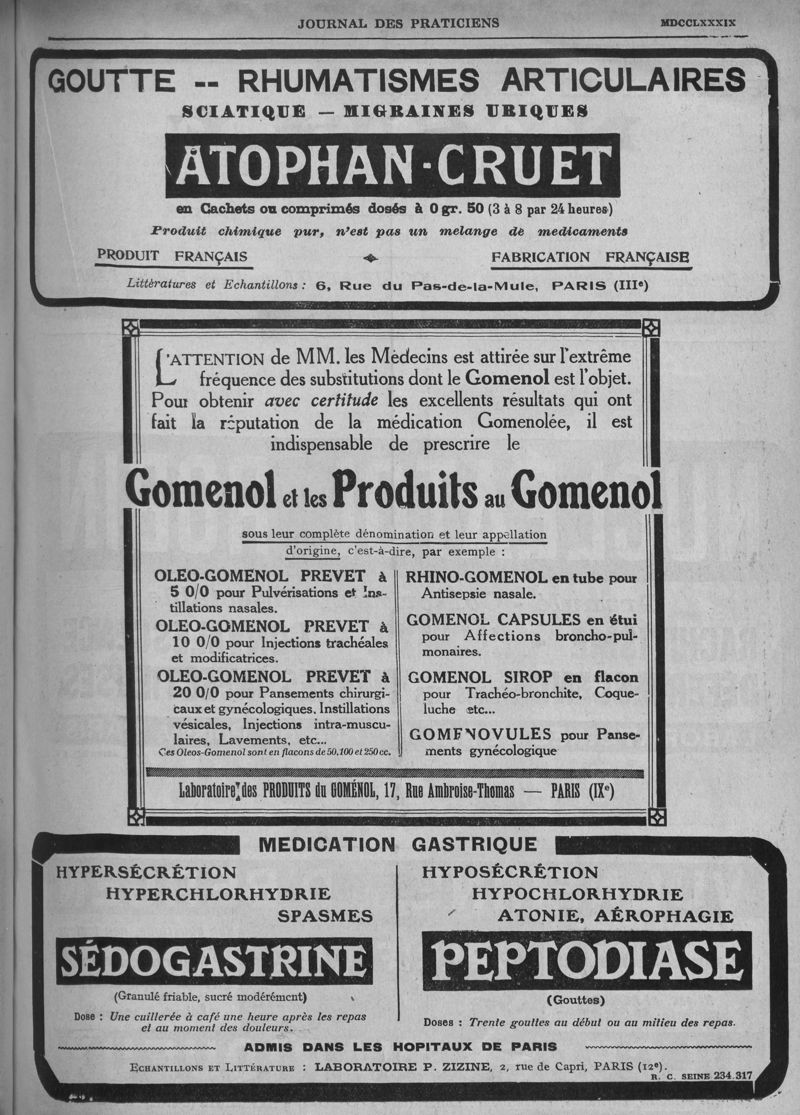 JOURNAL DES PRATICIENS
MDCCLXXXIX
GOUTTE -- RHUMATISMES ARTICULAIRES
SCIATIQUE — MIGRAINES URIQUES
ATOPHAN-CRUET
en Cachets ou comprimés dosés à 0 gr. 50 (3 à 8 par 24 heures)
Produit chimique pur, n'est pas un melange de medicaments
PRODUIT FRANÇAIS
FABRICATION FRANÇAISE
Littèratures et Echantillons : 6, Rue du Pas-de-la-Mule, PARIS (IIIe)
L'ATTENTION de MM. les Médecins est attirée sur l'extrême
fréquence des substitutions dont le Gomenol est l'objet.
Pour obtenir avec certitude les excellents résultats qui ont
fait la réputation de la médication Gomenolée, il est
indispensable de prescrire le
Gomenol et les Produits au Gomenol
sous leur complète dénomination et leur appellation
d'origine, c'est-à-dire, par exemple :
OLEO-GOMENOL PREVET à
5 0/0 pour Pulvérisations et Ins-
tillations nasales.
OLEO-GOMENOL PREVET à
10 0/0 pour Injections trachéales
et modificatrices.
OLEO-GOMENOL PREVET à
20 0/0 pour Pansements chirurgi-
caux et gynécologiques, Instillations
vésicales, Injections intra-muscu-
laires, Lavements, etc...
Ces Oleos-Gomenol sont en flacons de 50, 100 et 250 cc.
RHINO-GOMENOL en tube pour
Antisepsie nasale.
GOMENOL CAPSULES en étui
pour Affections broncho-pul-
monaires.
GOMENOL SIROP en flacon
pour Trachéo-bronchite, Coque-
luche etc...
GOMENOVULES pour Panse-
ments gynécologique
Laboratoire des PRODUITS du GOMÉNOL, 17, Rue Ambroise-Thomas — PARIS (IXe)
MEDICATION GASTRIQUE
HYPERSÉCRÉTION
HYPERCHLORHYDRIE
SPASMES
SÉDOGASTRINE
(Granulé friable, sucré modérément)
Dose : Une cuillerée à café une heure après les repas
et au moment des douleurs.
HYPOSÉCRÉTION
HYPOCHLORHYDRIE
ATONIE, AÉROPHAGIE
PEPTODIASE
(Gouttes)
Doses : Trente gouttes au début ou au milieu des repas.
ADMIS DANS LES HOPITAUX DE PARIS
ECHANTILLONS ET LITTÉRATURE : LABORATOIRE P. ZIZINE, 2, rue de Capri, PARIS (12e).
R. C. SEINE 234.317